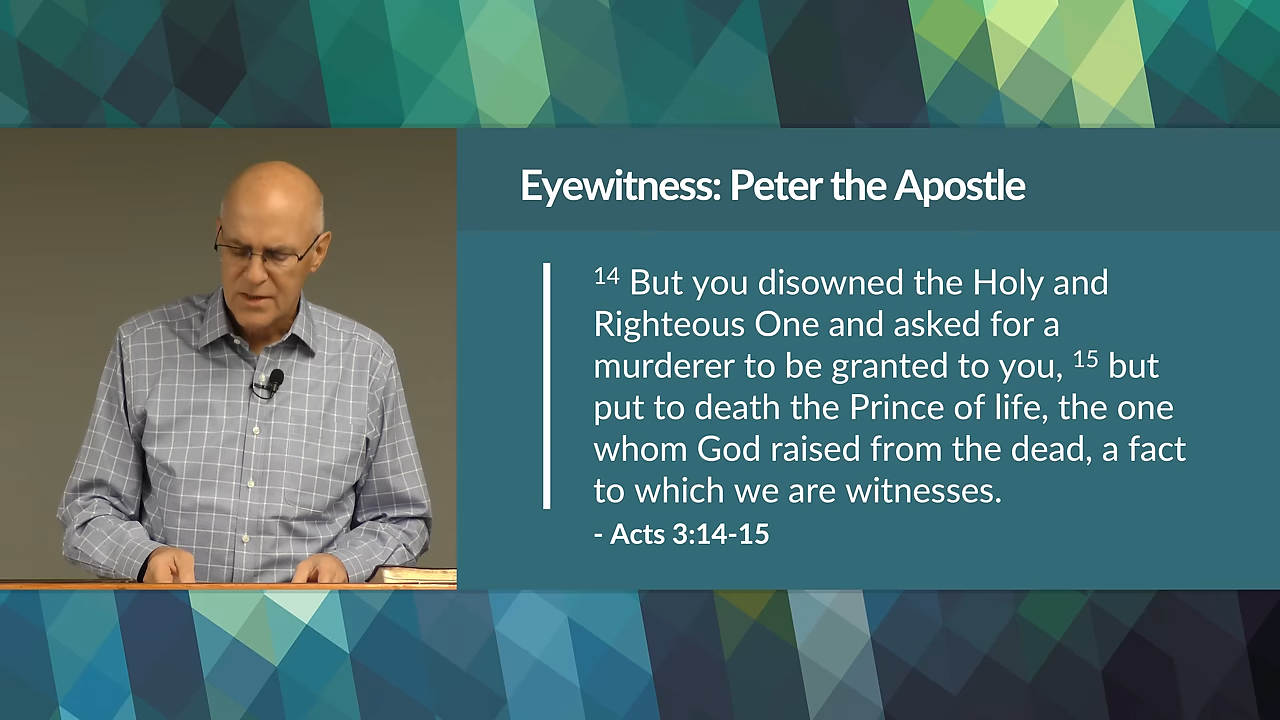 Eyewitness: Peter the Apostle
14 But you disowned the Holy and
Righteous One and asked for a
murderer to be granted to you, 15 but
put to death the Prince of life, the one
whom God raised from the dead, a fact
to which we are witnesses.
- Acts 3:14-15